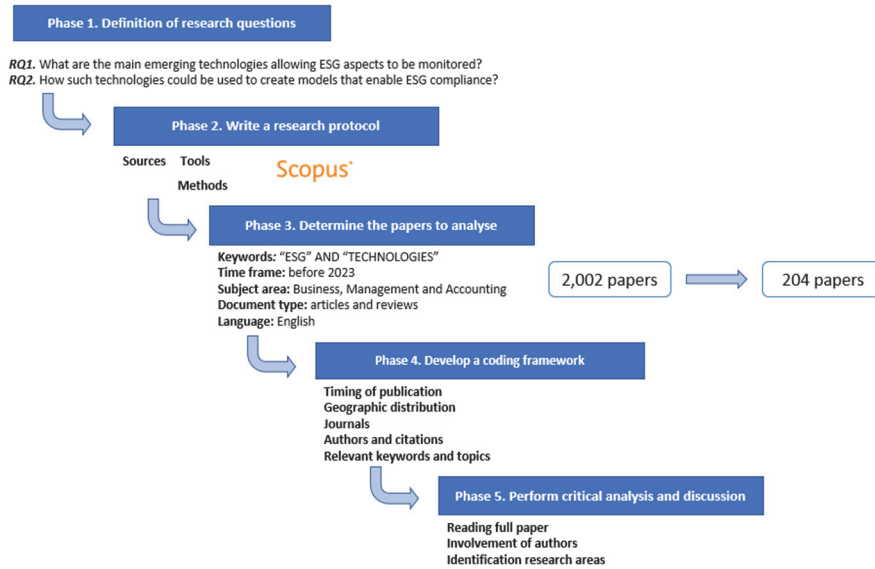 Phase 1. Definition of research questions
RQ1. What are the main emerging technologies allowing ESG aspects to be monitored?
RQ2. How such technologies could be used to create models that enable ESG compliance?
Phase 2. Write a research protocol
Sources Tools
Methods
Scopus
Phase 3. Determine the papers to analyse
Keywords: “ESG” AND “TECHNOLOGIES”
Time frame: before 2023
Subject area: Business, Management and Accounting
Document type: articles and reviews
Language: English
2,002 papers
204 papers
Phase 4. Develop a coding framework
Timing of publication
Geographic distribution
Journals
Authors and citations
Relevant keywords and topics
Phase 5. Perform critical analysis and discussion
Reading full paper
Involvement of authors
Identification research areas